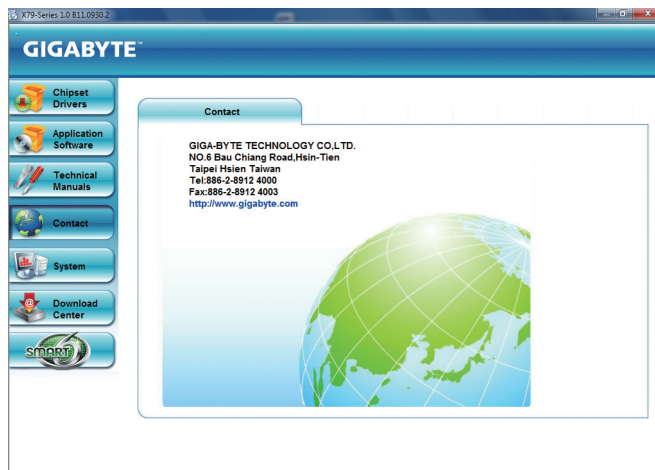 X79-Series 1.0 B11.0930.2
GIGABYTE™
Chipset
Drivers
Application
Software
Technical
Manuals
Contact
System
Download
Center
SMART 6
Contact
GIGA-BYTE TECHNOLOGY CO,LTD.
NO.6 Bau Chiang Road,Hsin-Tien
Taipei Hsien Taiwan
Tel:886-2-8912 4000
Fax:886-2-8912 4003
http://www.gigabyte.com